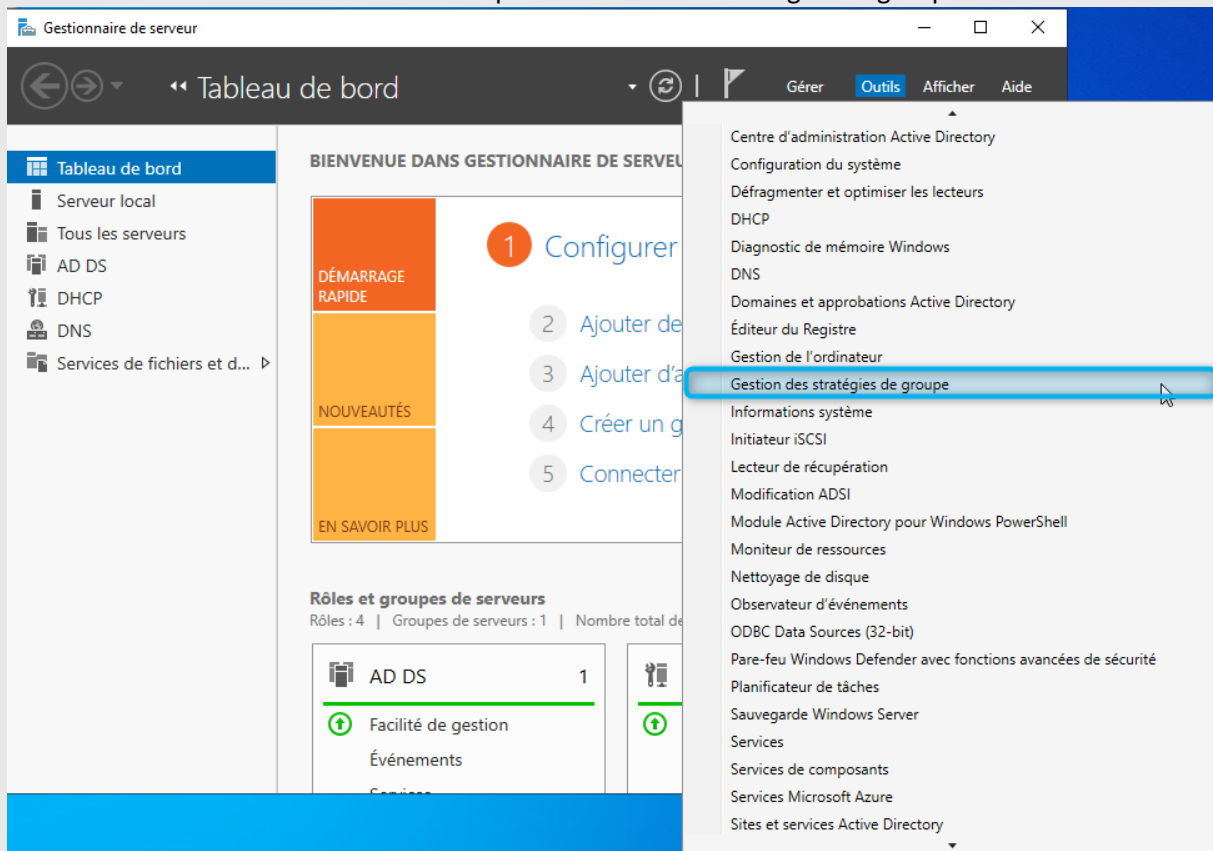 Gestionnaire de serveur
Tableau de bord
Gérer Outils Afficher Aide
Tableau de bord
Serveur local
Tous les serveurs
AD DS
DHCP
DNS
Services de fichiers et d...
BIENVENUE DANS GESTIONNAIRE DE SERVEU
DÉMARRAGE
RAPIDE
NOUVEAUTÉS
EN SAVOIR PLUS
1 Configurer
2 Ajouter de
3 Ajouter d'a
4 Créer un g
5 Connecter
Rôles et groupes de serveurs
Rôles : 4 | Groupes de serveurs : 1 | Nombre total de
AD DS 1
Facilité de gestion
Événements
Services
Centre d'administration Active Directory
Configuration du système
Défragmenter et optimiser les lecteurs
DHCP
Diagnostic de mémoire Windows
DNS
Domaines et approbations Active Directory
Éditeur du Registre
Gestion de l'ordinateur
Gestion des stratégies de groupe
Informations système
Initiateur iSCSI
Lecteur de récupération
Modification ADSI
Module Active Directory pour Windows PowerShell
Moniteur de ressources
Nettoyage de disque
Observateur d'événements
ODBC Data Sources (32-bit)
Pare-feu Windows Defender avec fonctions avancées de sécurité
Planificateur de tâches
Sauvegarde Windows Server
Services
Services de composants
Services Microsoft Azure
Sites et services Active Directory